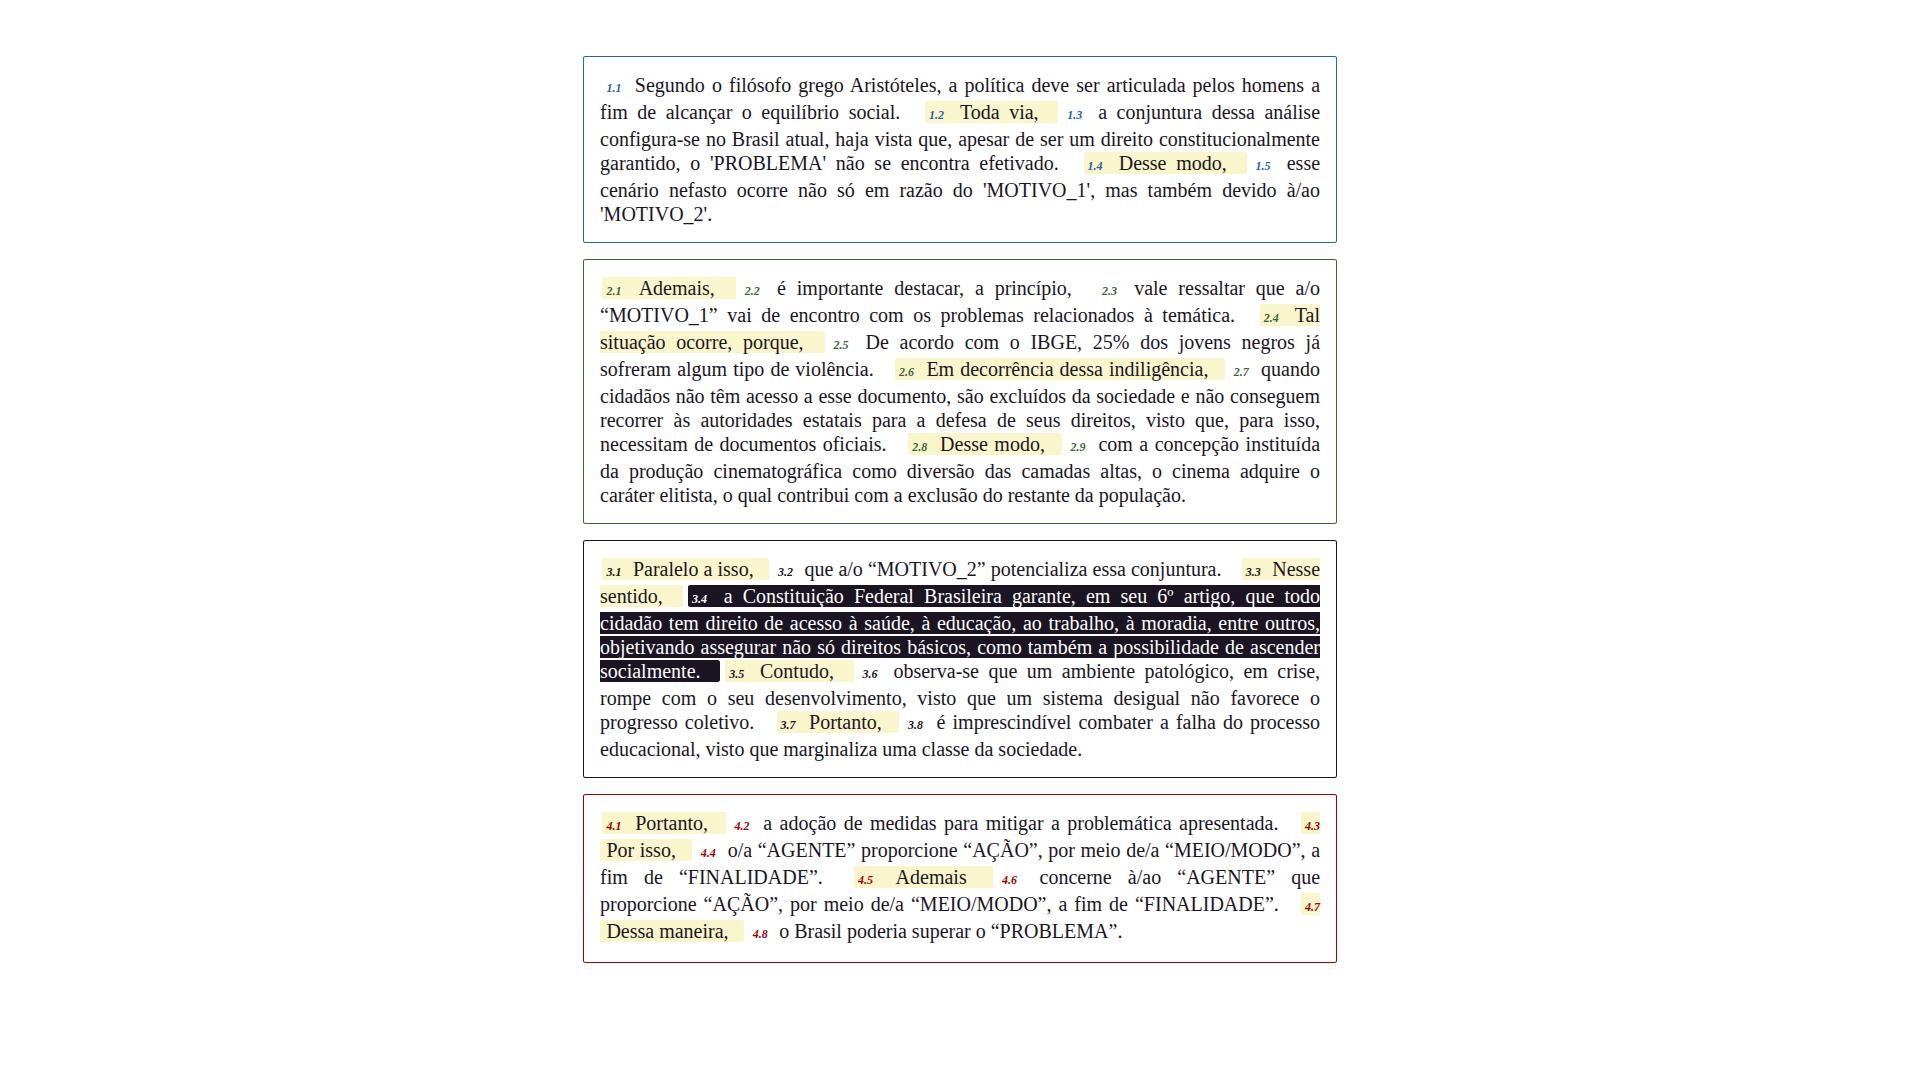 1.1 Segundo o filósofo grego Aristóteles, a política deve ser articulada pelos homens a
fim de alcançar o equilíbrio social. 1.2 Toda via, 1.3 a conjuntura dessa análise
configura-se no Brasil atual, haja vista que, apesar de ser um direito constitucionalmente
garantido, o 'PROBLEMA' não se encontra efetivado. 1.4 Desse modo, 1.5 esse
cenário nefasto ocorre não só em razão do 'MOTIVO_1', mas também devido à/ao
'MOTIVO_2'.
2.1 Ademais, 2.2 é importante destacar, a princípio, 2.3 vale ressaltar que a/o
“MOTIVO_1” vai de encontro com os problemas relacionados à temática. 2.4 Tal
situação ocorre, porque, 2.5 De acordo com o IBGE, 25% dos jovens negros já
sofreram algum tipo de violência. 2.6 Em decorrência dessa indiligência, 2.7 quando
cidadãos não têm acesso a esse documento, são excluídos da sociedade e não conseguem
recorrer às autoridades estatais para a defesa de seus direitos, visto que, para isso,
necessitam de documentos oficiais. 2.8 Desse modo, 2.9 com a concepção instituída
da produção cinematográfica como diversão das camadas altas, o cinema adquire o
caráter elitista, o qual contribui com a exclusão do restante da população.
3.1 Paralelo a isso, 3.2 que a/o “MOTIVO_2” potencializa essa conjuntura. 3.3 Nesse
sentido, 3.4 a Constituição Federal Brasileira garante, em seu 6º artigo, que todo
cidadão tem direito de acesso à saúde, à educação, ao trabalho, à moradia, entre outros,
objetivando assegurar não só direitos básicos, como também a possibilidade de ascender
socialmente. 3.5 Contudo, 3.6 observa-se que um ambiente patológico, em crise,
rompe com o seu desenvolvimento, visto que um sistema desigual não favorece o
progresso coletivo. 3.7 Portanto, 3.8 é imprescindível combater a falha do processo
educacional, visto que marginaliza uma classe da sociedade.
4.1 Portanto, 4.2 a adoção de medidas para mitigar a problemática apresentada. 4.3
Por isso, 4.4 o/a “AGENTE” proporcione “AÇÃO”, por meio de/a “MEIO/MODO”, a
fim de “FINALIDADE”. 4.5 Ademais 4.6 concerne à/ao “AGENTE” que
proporcione “AÇÃO”, por meio de/a “MEIO/MODO”, a fim de “FINALIDADE”. 4.7
Dessa maneira, 4.8 o Brasil poderia superar o “PROBLEMA”.